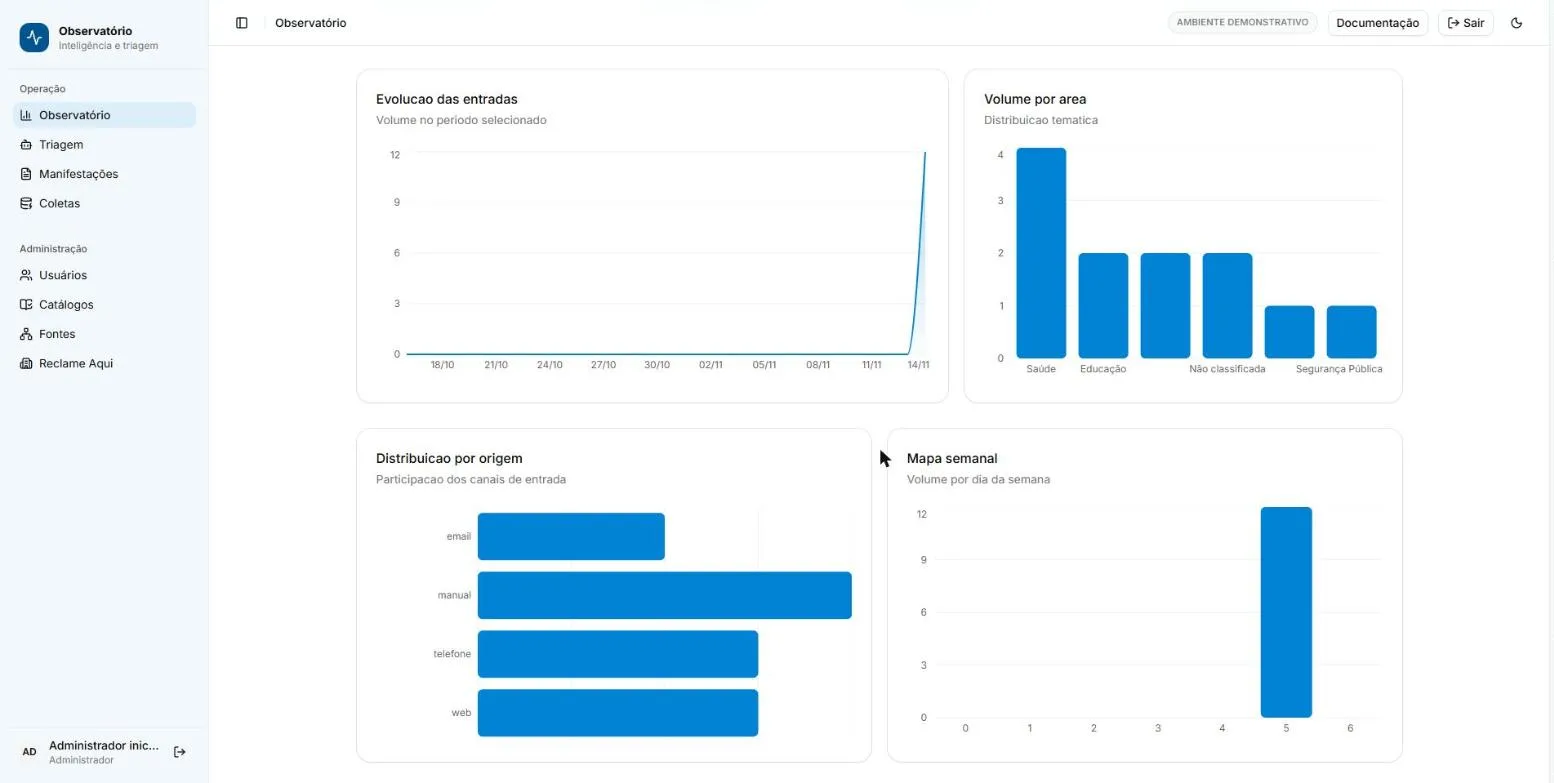 Observatório
Inteligência e triagem
Operação
Observatório
Triagem
Manifestações
Coletas
Administração
Usuários
Catálogos
Fontes
Reclame Aqui
AD
Administrador inic...
Administrador
Observatório
AMBIENTE DEMONSTRATIVO
Documentação
Sair
Evolucao das entradas
Volume no periodo selecionado
12
9
6
3
0
18/10 21/10 24/10 27/10 30/10 02/11 05/11 08/11 11/11 14/11
Volume por area
Distribuicao tematica
4
3
2
1
0
Saúde Educação Não classificada Segurança Pública
Distribuicao por origem
Participacao dos canais de entrada
email
manual
telefone
web
Mapa semanal
Volume por dia da semana
12
9
6
3
0
0 1 2 3 4 5 6